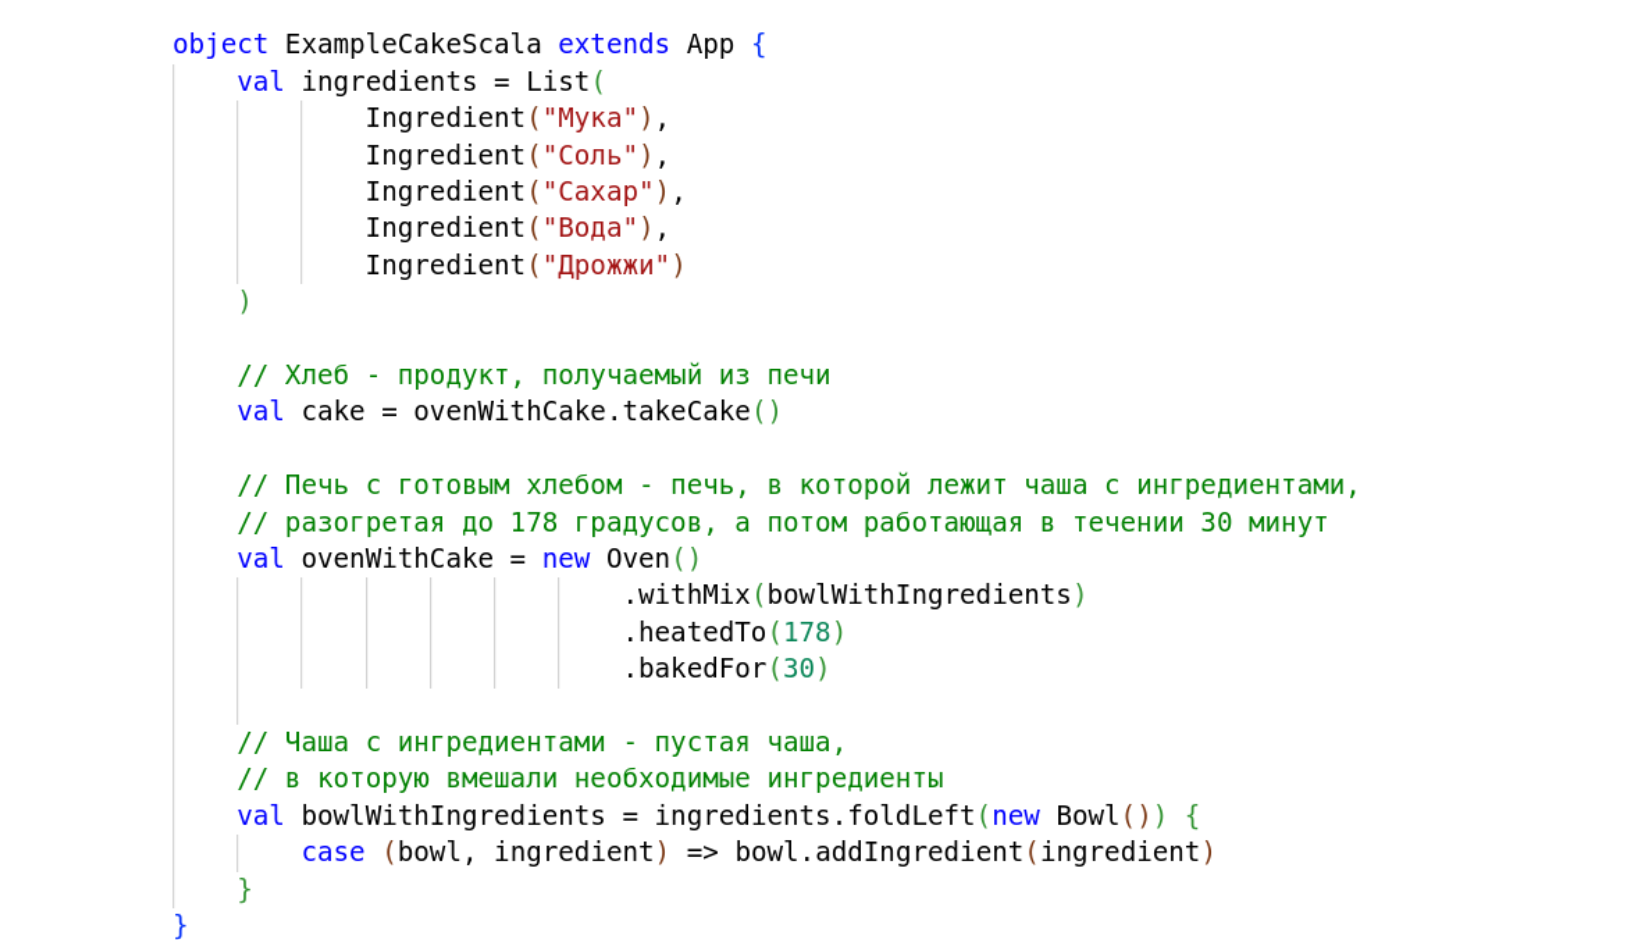 object ExampleCakeScala extends App {
    val ingredients = List(
        Ingredient("Мука"),
        Ingredient("Соль"),
        Ingredient("Сахар"),
        Ingredient("Вода"),
        Ingredient("Дрожжи")
    )
    // Хлеб - продукт, получаемый из печи
    val cake = ovenWithCake.takeCake()
    // Печь с готовым хлебом - печь, в которой лежит чаша с ингредиентами,
    // разогретая до 178 градусов, а потом работающая в течении 30 минут
    val ovenWithCake = new Oven()
                            .withMix(bowlWithIngredients)
                            .heatedTo(178)
                            .bakedFor(30)
    // Чаша с ингредиентами - пустая чаша,
    // в которую вмешали необходимые ингредиенты
    val bowlWithIngredients = ingredients.foldLeft(new Bowl()) {
        case (bowl, ingredient) => bowl.addIngredient(ingredient)
    }
}